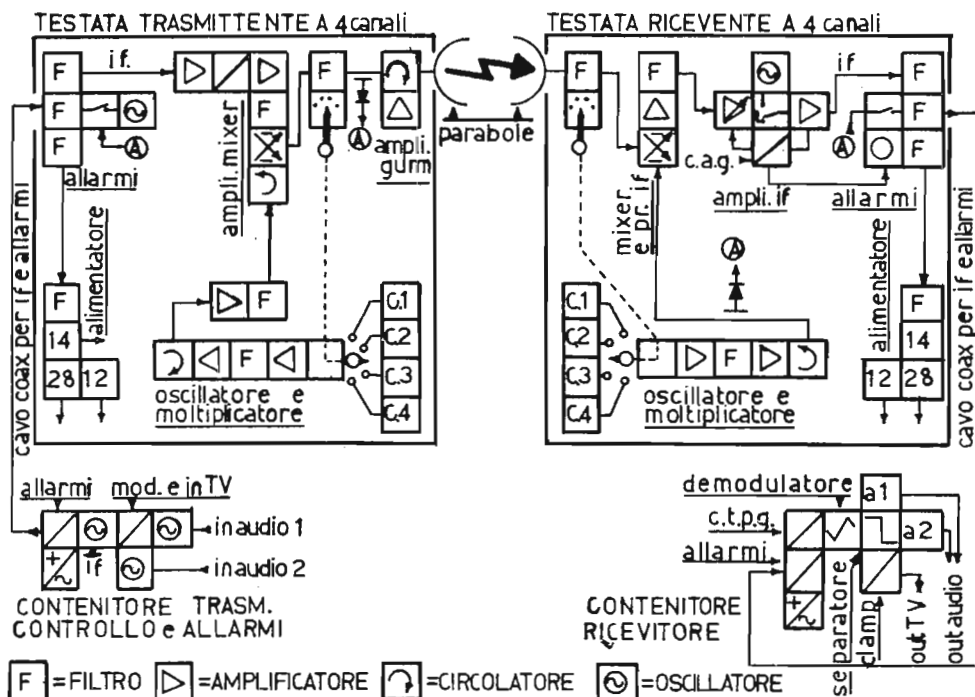 TESTATA TRASMITTENTE A 4 canali
TESTATA RICEVENTE A 4 canali
F
if.
F
F
A
allarmi
F
ampli.mixer
F
A
ampli.
gurm
parabole
F
mixer
e pr. if
F
c.a.g.
ampli.if
if
F
A
F
F
allarmi
cavo coax per if e allarmi
alimentatore
F
14
28
12
F
F
oscillatore e
moltiplicatore
C.1
C.2
C.3
C.4
C.1
C.2
C.3
C.4
A
F
oscillatore e
moltiplicatore
alimentatore
F
14
12
28
cavo coax per if eallarmi
allarmi
mod. e in TV
in audio 1
if
in audio 2
+
~
CONTENITORE TRASM.
CONTROLLO e ALLARMI
demodulatore
a1
c.t.p.g.
a2
allarmi
+
~
CONTENITORE
RICEVITORE
separatore
clamp
out TV
out audio
F =FILTRO
=AMPLIFICATORE
=CIRCOLATORE
=OSCILLATORE